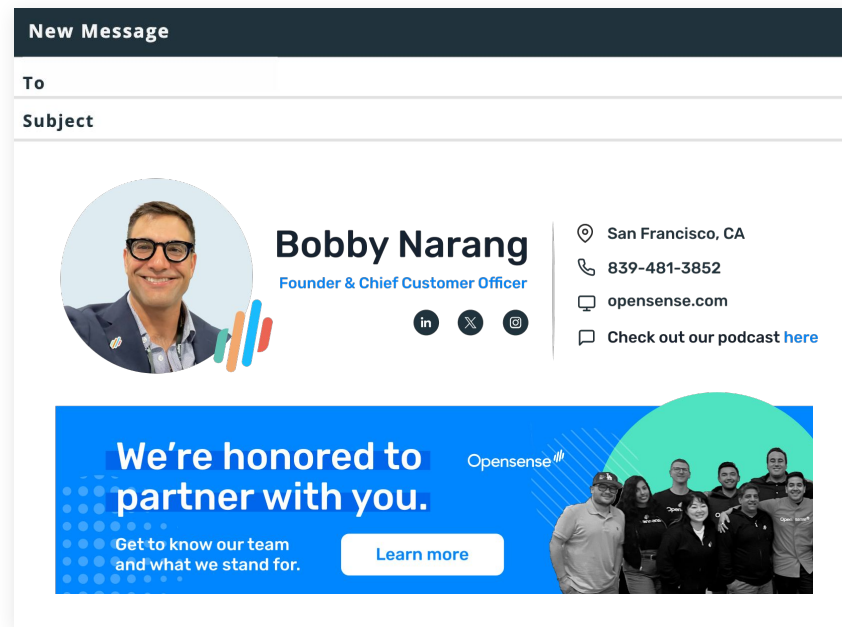 New Message
To
Subject
Bobby Narang
Founder & Chief Customer Officer
in
X
San Francisco, CA
839-481-3852
opensense.com
Check out our podcast here
We're honored to
partner with you.
Opensense
Get to know our team
and what we stand for.
Learn more